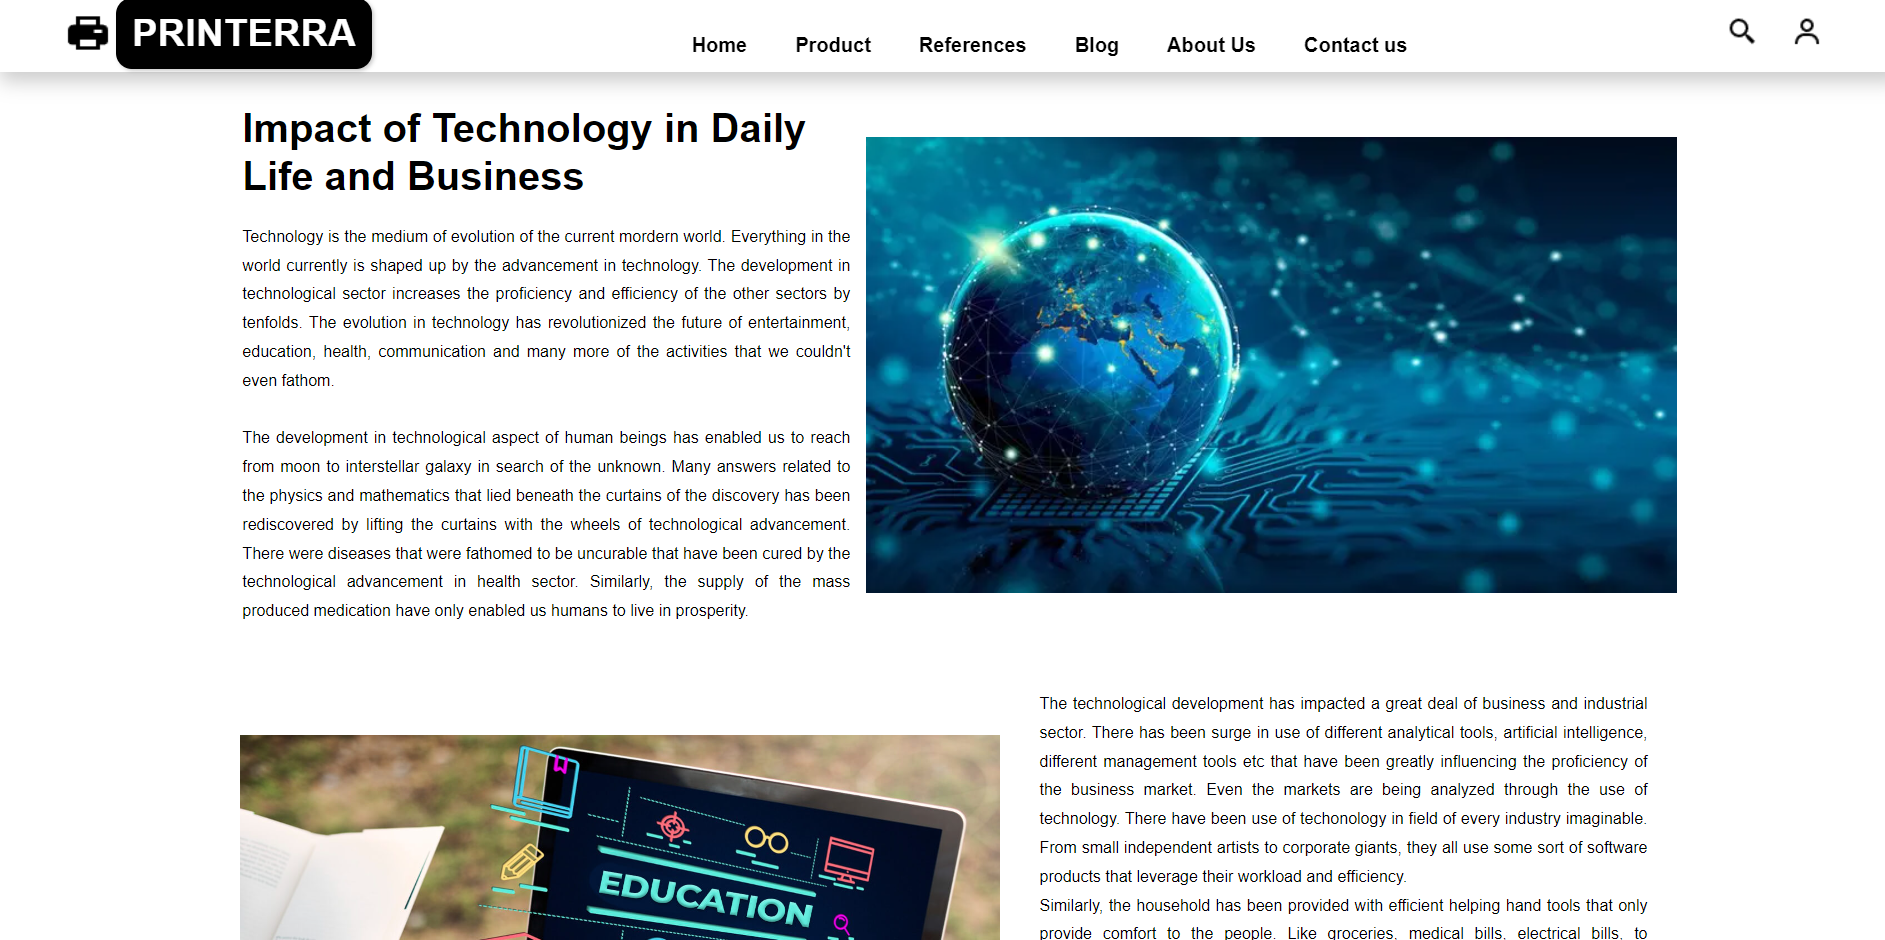 PRINTERRA
Home Product References Blog About Us Contact us
Impact of Technology in Daily
Life and Business
Technology is the medium of evolution of the current mordern world. Everything in the
world currently is shaped up by the advancement in technology. The development in
technological sector increases the proficiency and efficiency of the other sectors by
tenfolds. The evolution in technology has revolutionized the future of entertainment,
education, health, communication and many more of the activities that we couldn't
even fathom.
The development in technological aspect of human beings has enabled us to reach
from moon to interstellar galaxy in search of the unknown. Many answers related to
the physics and mathematics that lied beneath the curtains of the discovery has been
rediscovered by lifting the curtains with the wheels of technological advancement.
There were diseases that were fathomed to be uncurable that have been cured by the
technological advancement in health sector. Similarly, the supply of the mass
produced medication have only enabled us humans to live in prosperity.
EDUCATION
The technological development has impacted a great deal of business and industrial
sector. There has been surge in use of different analytical tools, artificial intelligence,
different management tools etc that have been greatly influencing the proficiency of
the business market. Even the markets are being analyzed through the use of
technology. There have been use of techonology in field of every industry imaginable.
From small independent artists to corporate giants, they all use some sort of software
products that leverage their workload and efficiency.
Similarly, the household has been provided with efficient helping hand tools that only
provide comfort to the people. Like groceries, medical bills, electrical bills, to